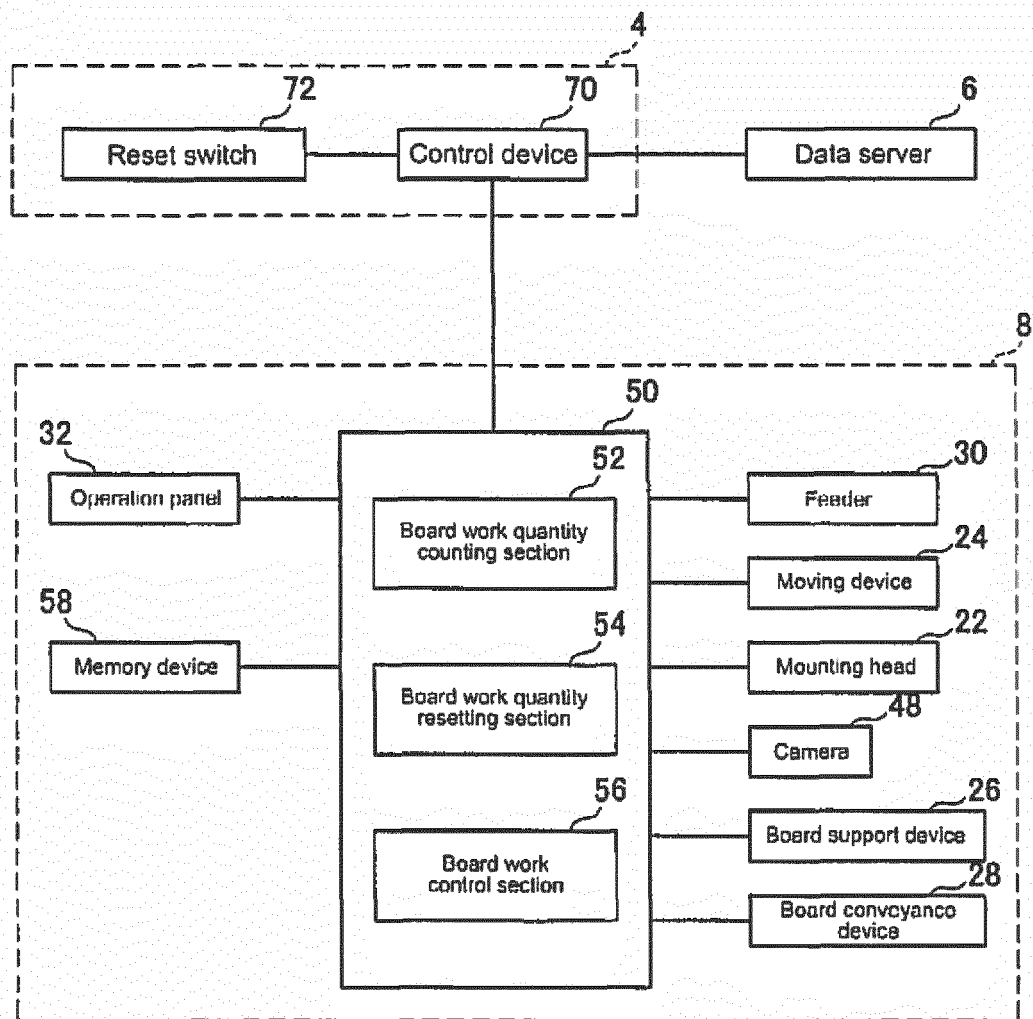 4
72
70
6
Reset switch
Control device
Data server
8
50
32
52
30
Operation panel
Board work quantity
counting section
Feeder
24
Moving device
58
54
22
Memory device
Board work quantity
resetting section
Mounting head
48
Camera
56
26
Board work
control section
Board support device
28
Board conveyance
device